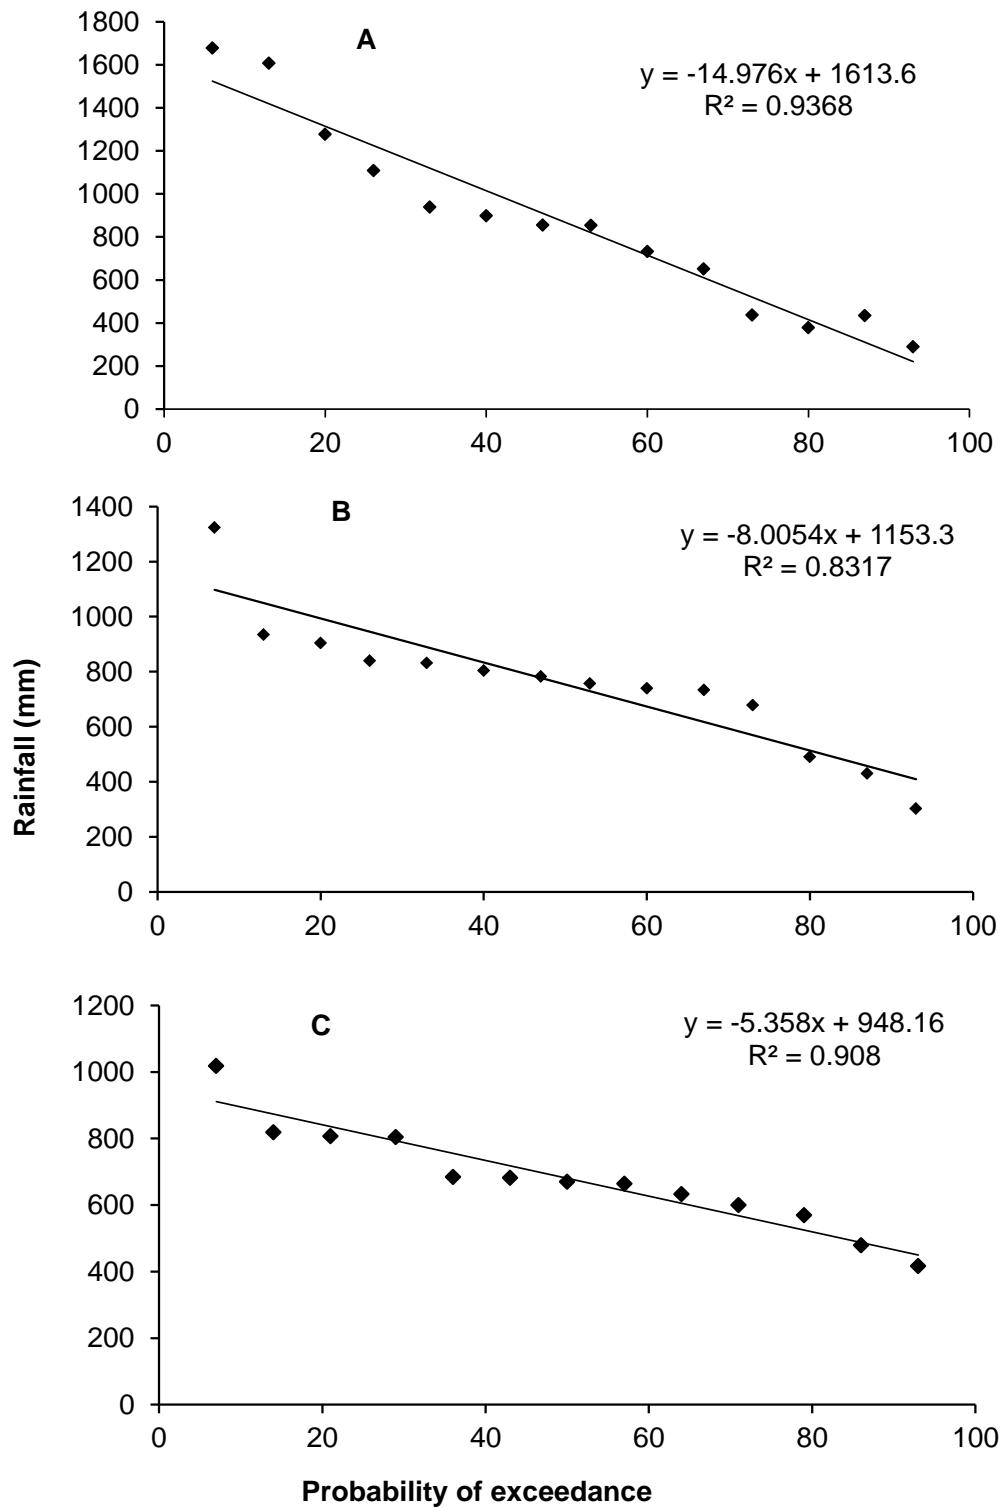 1800
1600
1400
1200
1000
800
600
400
200
0
A
y = -14.976x + 1613.6
R² = 0.9368
0 20 40 60 80 100
1400
1200
1000
800
600
400
200
0
B
y = -8.0054x + 1153.3
R² = 0.8317
0 20 40 60 80 100
Rainfall (mm)
1200
1000
800
600
400
200
0
C
y = -5.358x + 948.16
R² = 0.908
0 20 40 60 80 100
Probability of exceedance